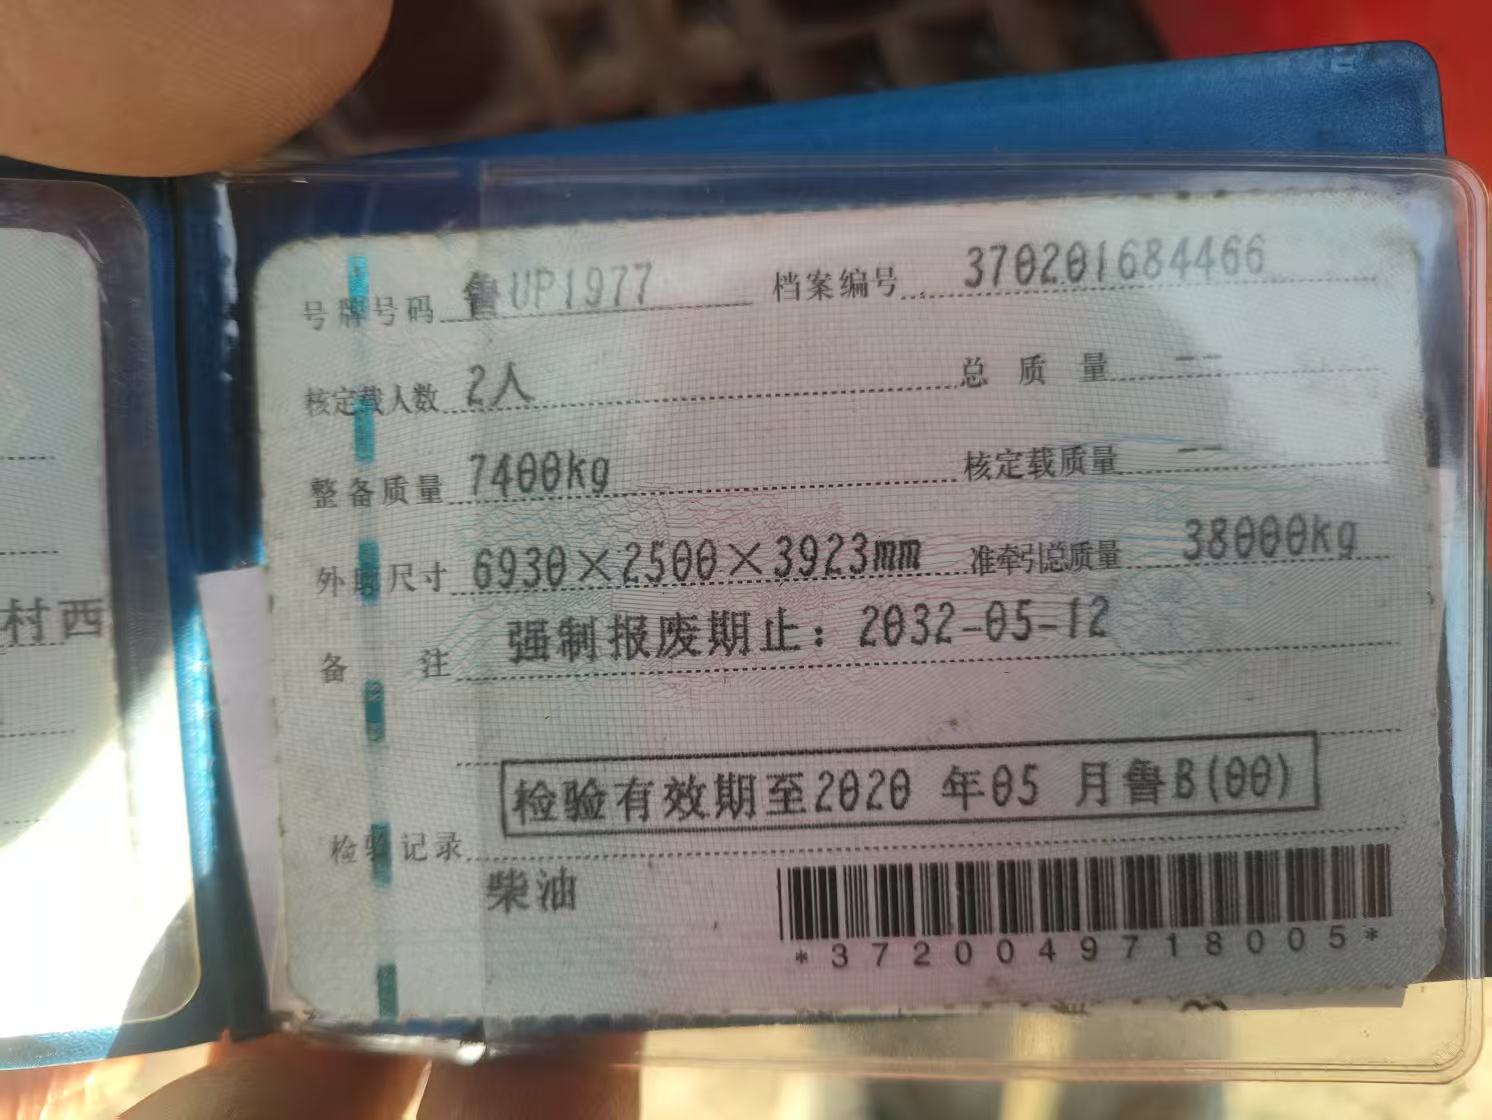 村西
号牌号码 鲁UP1977 档案编号 370201684466
核定载人数 2人 总质量 --
整备质量 7400kg 核定载质量 --
外廓尺寸 6930×2500×3923mm 准牵引总质量 38000kg
备注 强制报废期止：2032-05-12
检验有效期至2020 年05 月鲁B(00)
检验记录
柴油
*3720049718005*